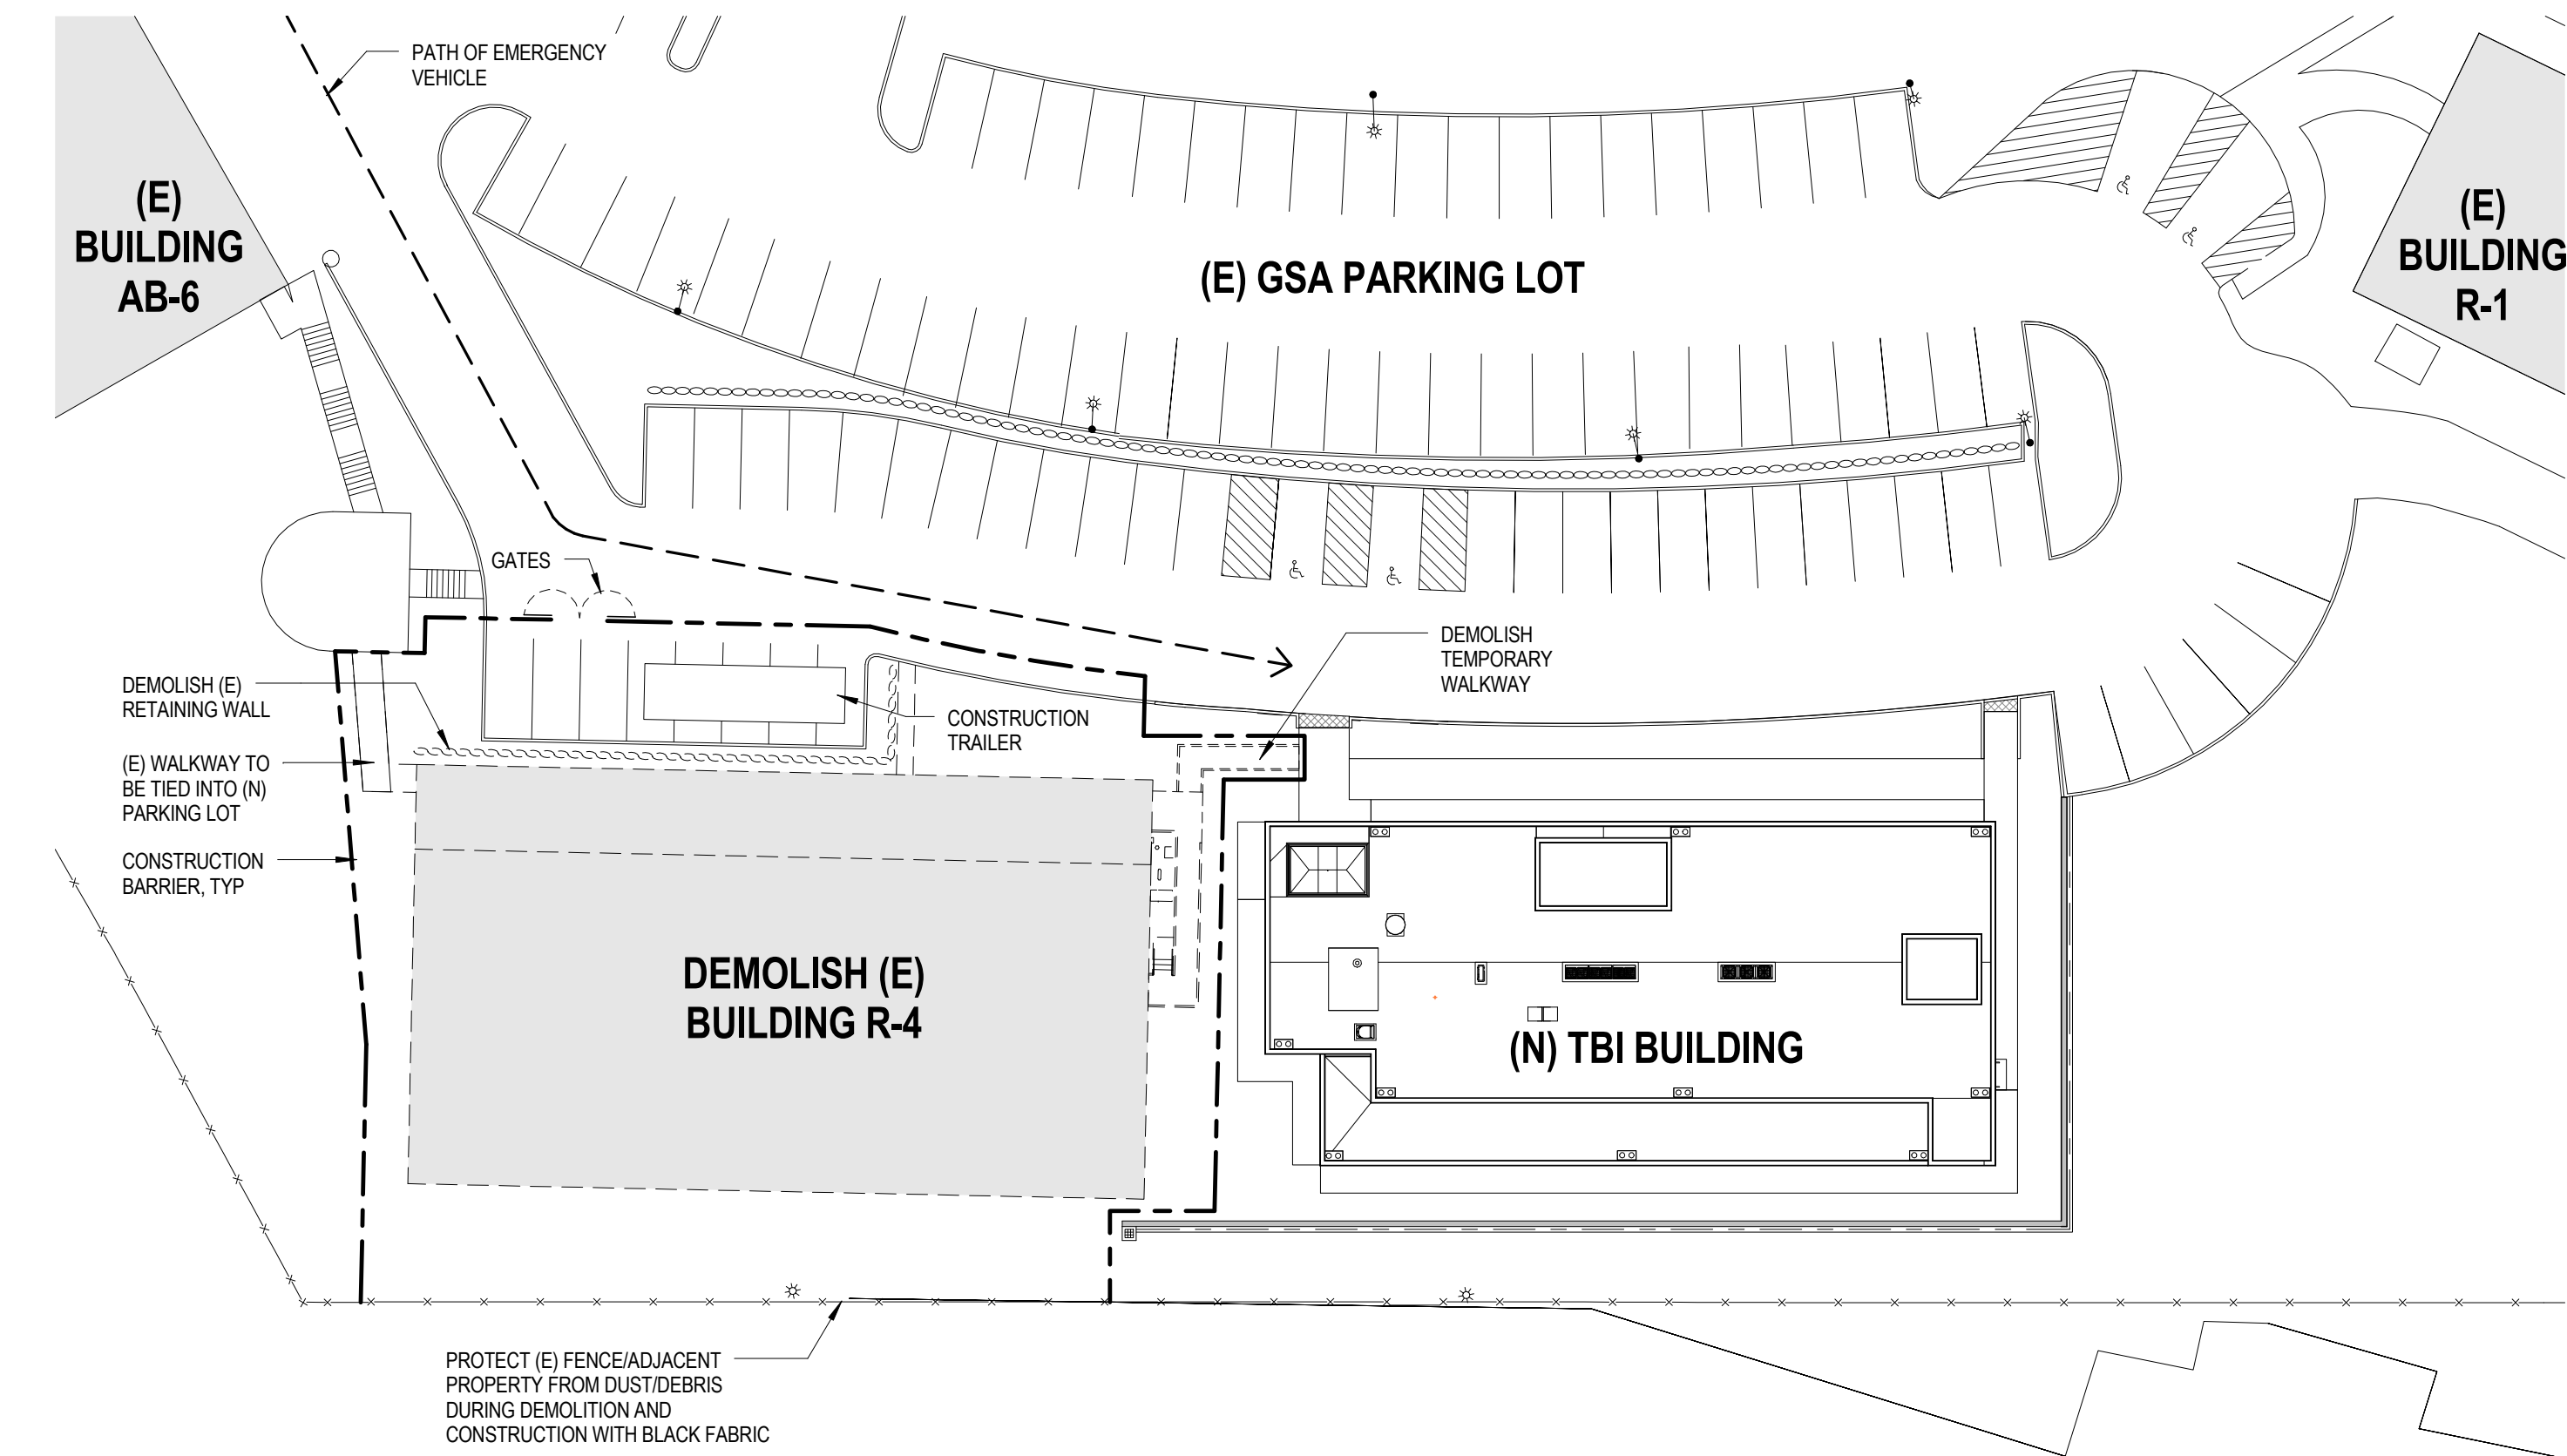 PATH OF EMERGENCY
VEHICLE
(E)
BUILDING
AB-6
(E) GSA PARKING LOT
(E)
BUILDING
R-1
GATES
DEMOLISH
TEMPORARY
WALKWAY
DEMOLISH (E)
RETAINING WALL
CONSTRUCTION
TRAILER
(E) WALKWAY TO
BE TIED INTO (N)
PARKING LOT
CONSTRUCTION
BARRIER, TYP
DEMOLISH (E)
BUILDING R-4
(N) TBI BUILDING
PROTECT (E) FENCE/ADJACENT
PROPERTY FROM DUST/DEBRIS
DURING DEMOLITION AND
CONSTRUCTION WITH BLACK FABRIC